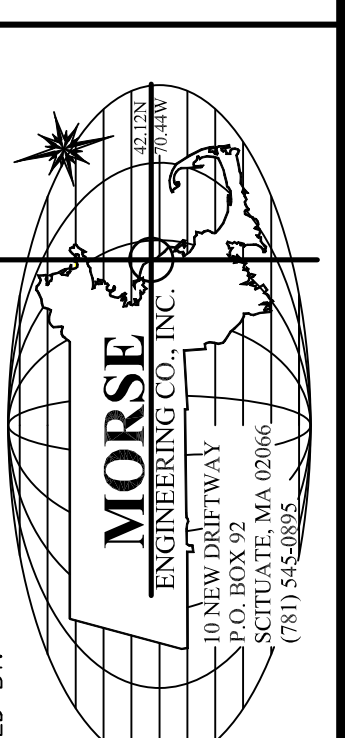 42.12N
70.44W
MORSE
ENGINEERING CO., INC.
10 NEW DRIFTWAY
P.O. BOX 92
SCITUATE, MA 02066
(781) 545-0895